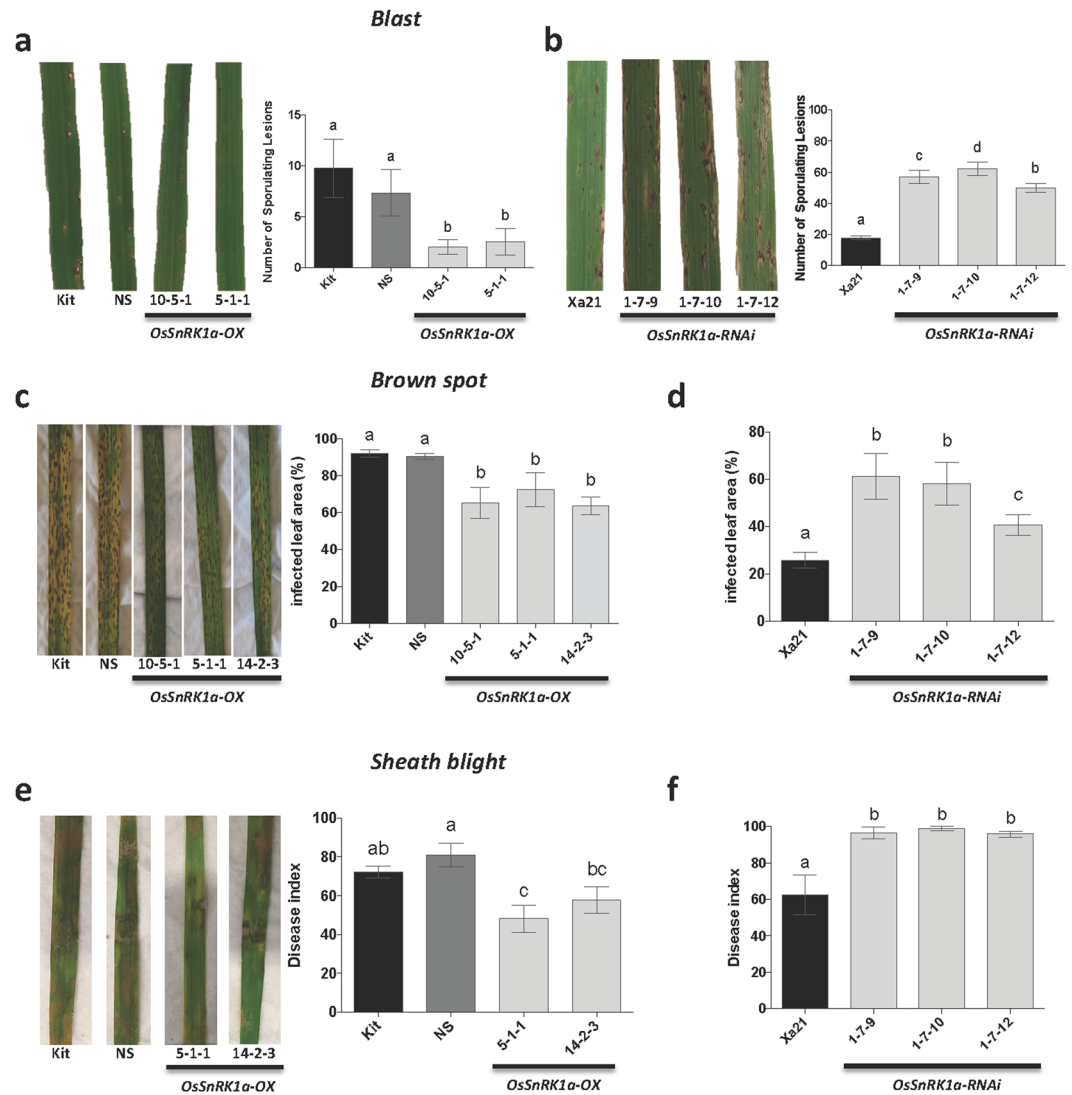 Blast
a
Kit NS 10-5-1 5-1-1
OsSnRK1a-OX
Number of Sporulating Lesions
15
10
5
0
a
a
b
b
Kit
NS
10-5-1
5-1-1
OsSnRK1a-OX
b
Xa21 1-7-9 1-7-10 1-7-12
OsSnRK1a-RNAi
Number of Sporulating Lesions
100
80
60
40
20
0
a
c
d
b
Xa21
1-7-9
1-7-10
1-7-12
OsSnRK1a-RNAi
Brown spot
c
Kit NS 10-5-1 5-1-1 14-2-3
OsSnRK1a-OX
infected leaf area (%)
100
80
60
40
20
0
a
a
b
b
b
Kit
NS
10-5-1
5-1-1
14-2-3
OsSnRK1a-OX
d
infected leaf area (%)
80
60
40
20
0
a
b
b
c
Xa21
1-7-9
1-7-10
1-7-12
OsSnRK1a-RNAi
Sheath blight
e
Kit NS 5-1-1 14-2-3
OsSnRK1a-OX
Disease index
100
80
60
40
20
0
ab
a
c
bc
Kit
NS
5-1-1
14-2-3
OsSnRK1a-OX
f
Disease index
100
80
60
40
20
0
a
b
b
b
Xa21
1-7-9
1-7-10
1-7-12
OsSnRK1a-RNAi